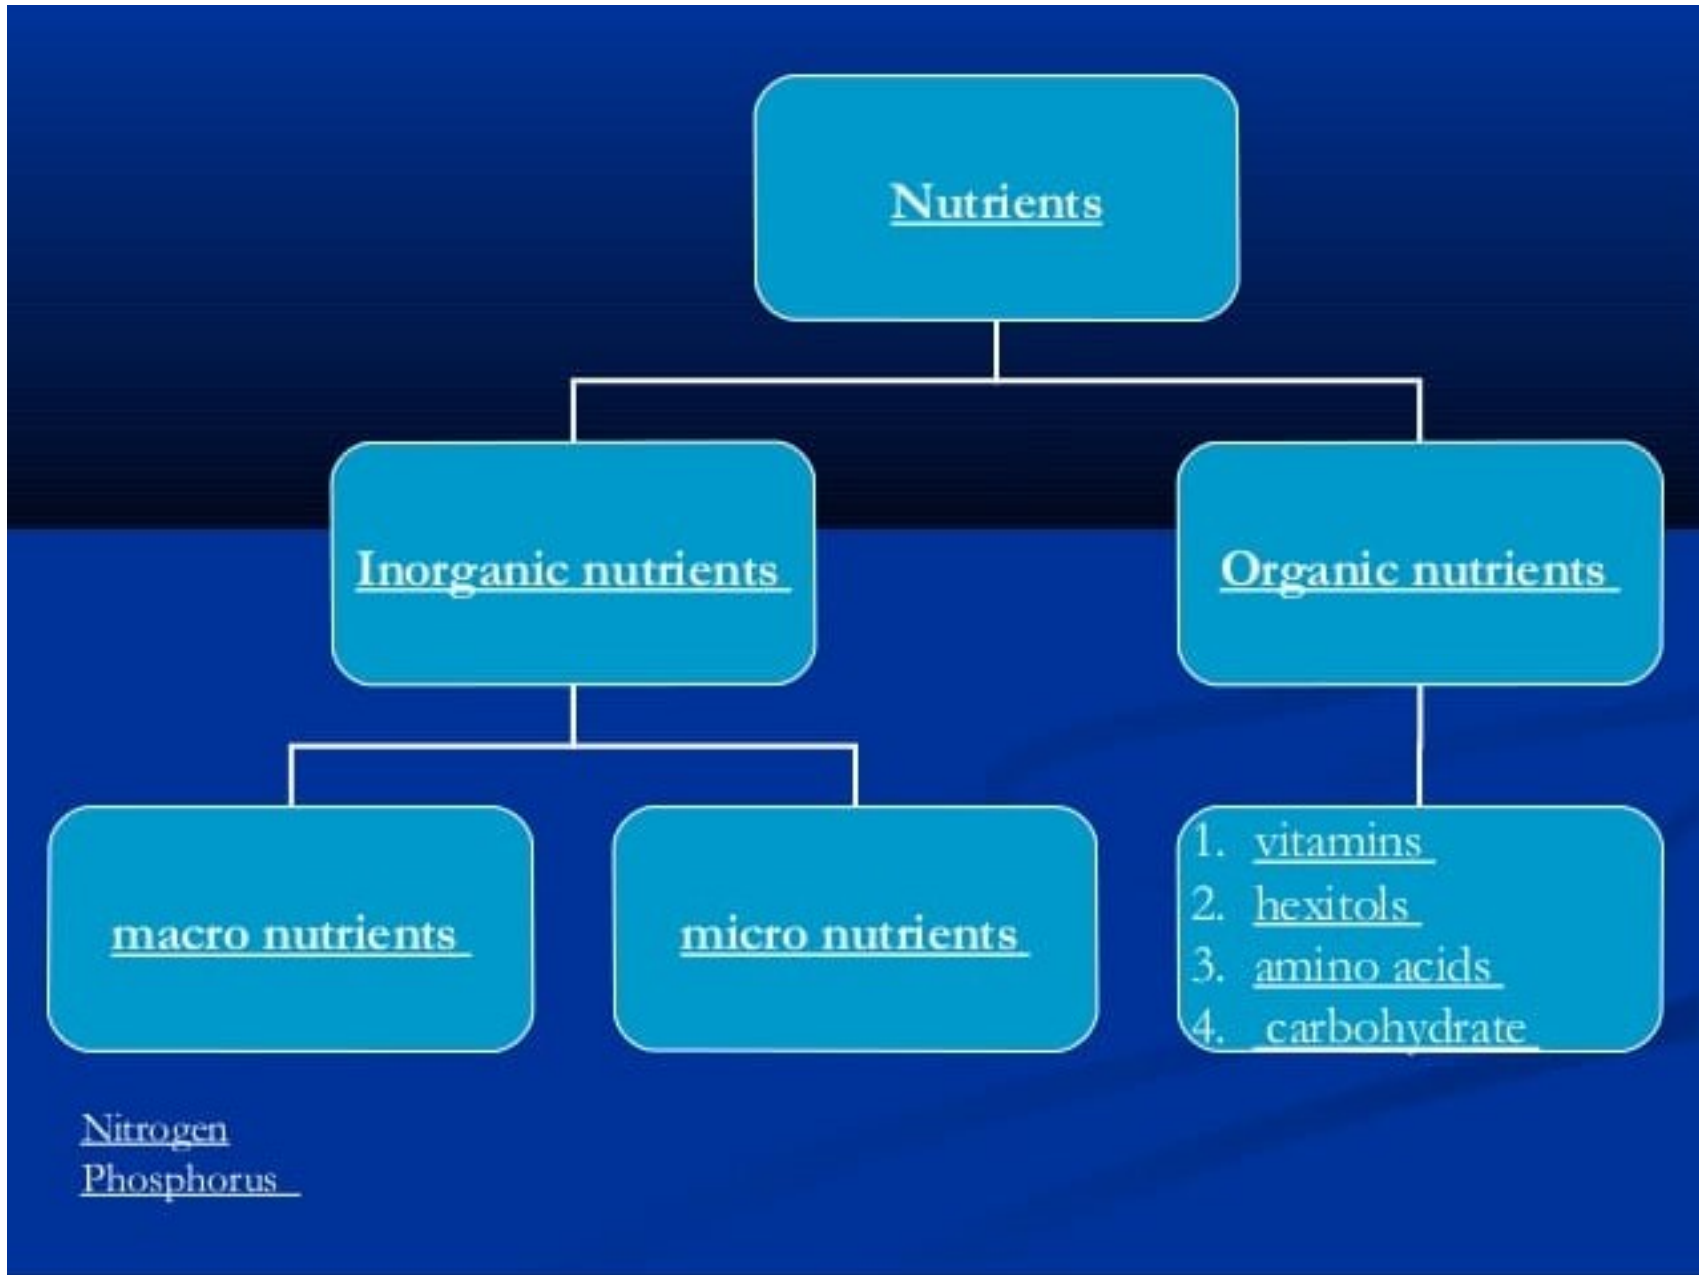 Nutrients
Inorganic nutrients
Organic nutrients
macro nutrients
micro nutrients
1. vitamins
2. hexitols
3. amino acids
4. carbohydrate
Nitrogen
Phosphorus